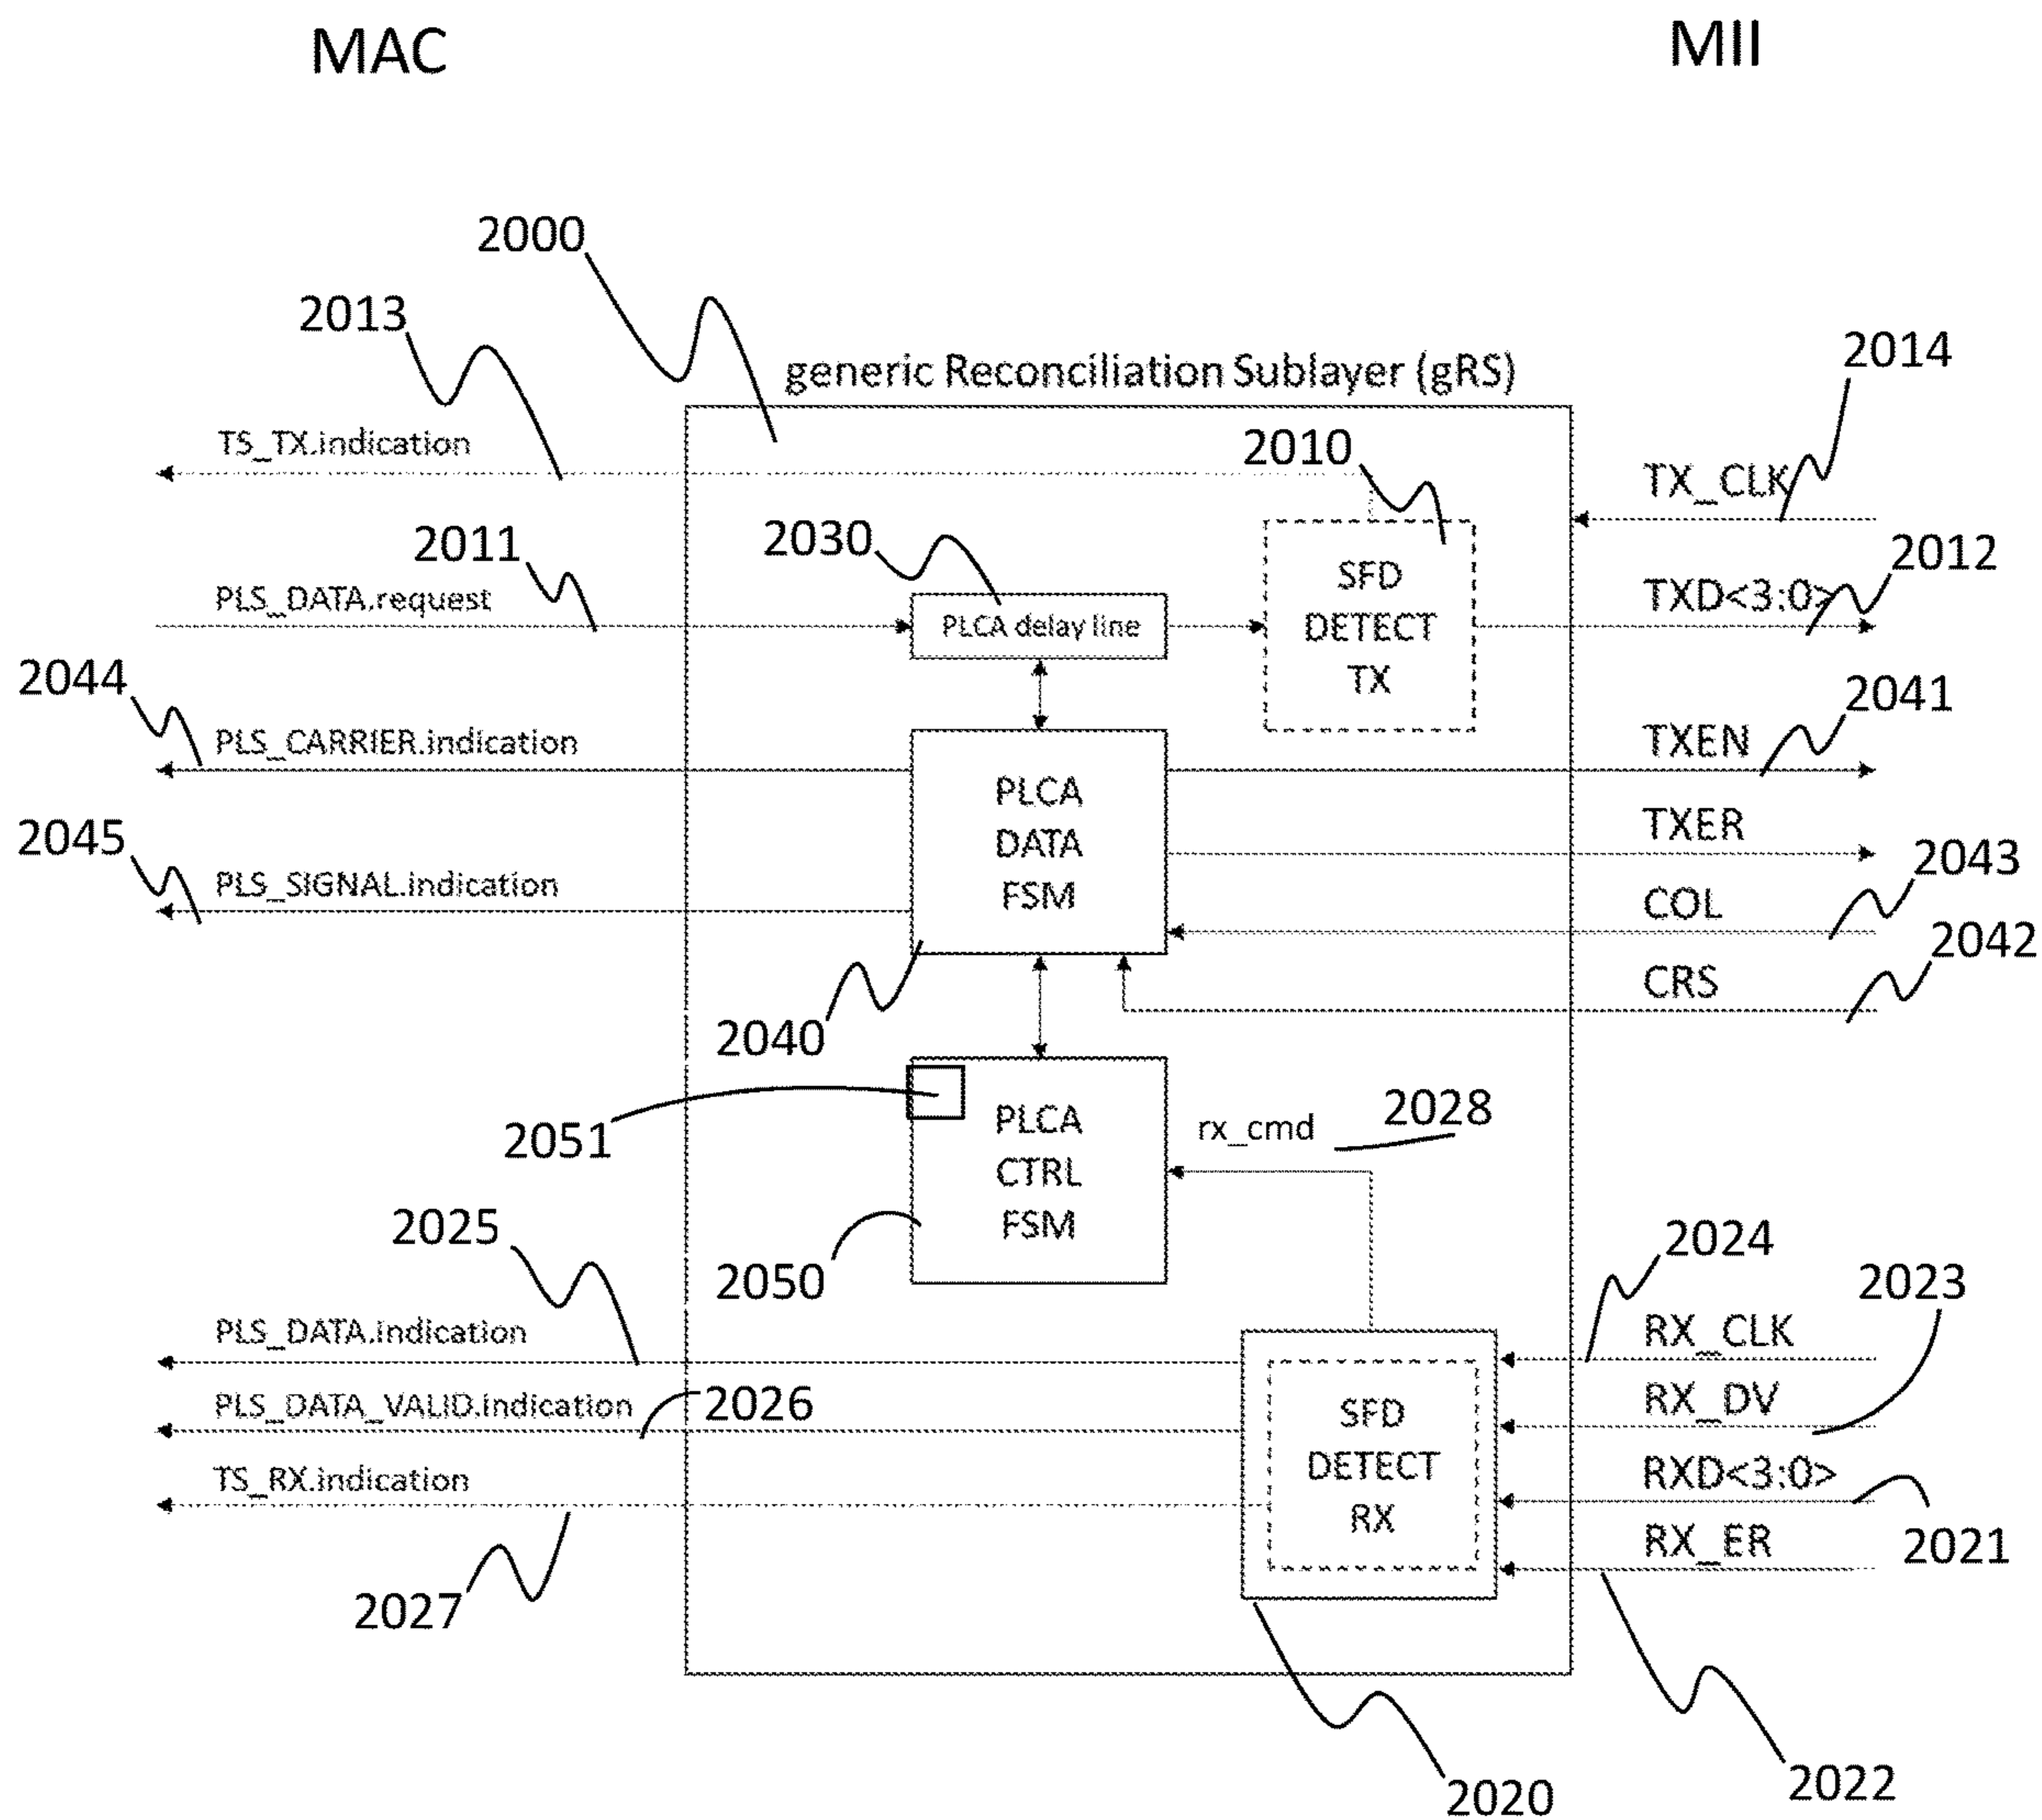 MAC
MII
2000
2013
2014
generic Reconciliation Sublayer (gRS)
TS_TX.indication
2010
TX_CLK
2011
2030
2012
PLS_DATA.request
PLCA delay line
SFD
DETECT
TX
TXD<3:0>
2044
2041
PLS_CARRIER.indication
TXEN
2045
PLCA
DATA
FSM
TXER
2043
PLS_SIGNAL.indication
COL
2042
2040
CRS
2051
PLCA
CTRL
FSM
rx_cmd
2028
2025
2050
2024
2023
PLS_DATA.indication
RX_CLK
PLS_DATA_VALID.indication
2026
SFD
DETECT
RX
RX_DV
TS_RX.indication
RXD<3:0>
2027
RX_ER
2021
2020
2022